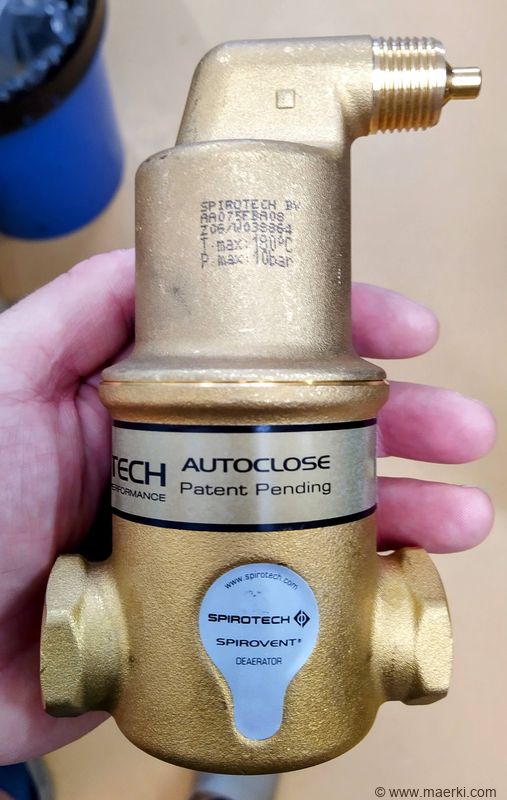 SPIROTECH BV
AA075FBA08
Z06/W038864
T.max:180°C
P.max:10bar
TECH
PERFORMANCE
AUTOCLOSE
Patent Pending
www.spirotech.com
SPIROTECH
SPIROVENT®
DEAERATOR
© www.maerki.com